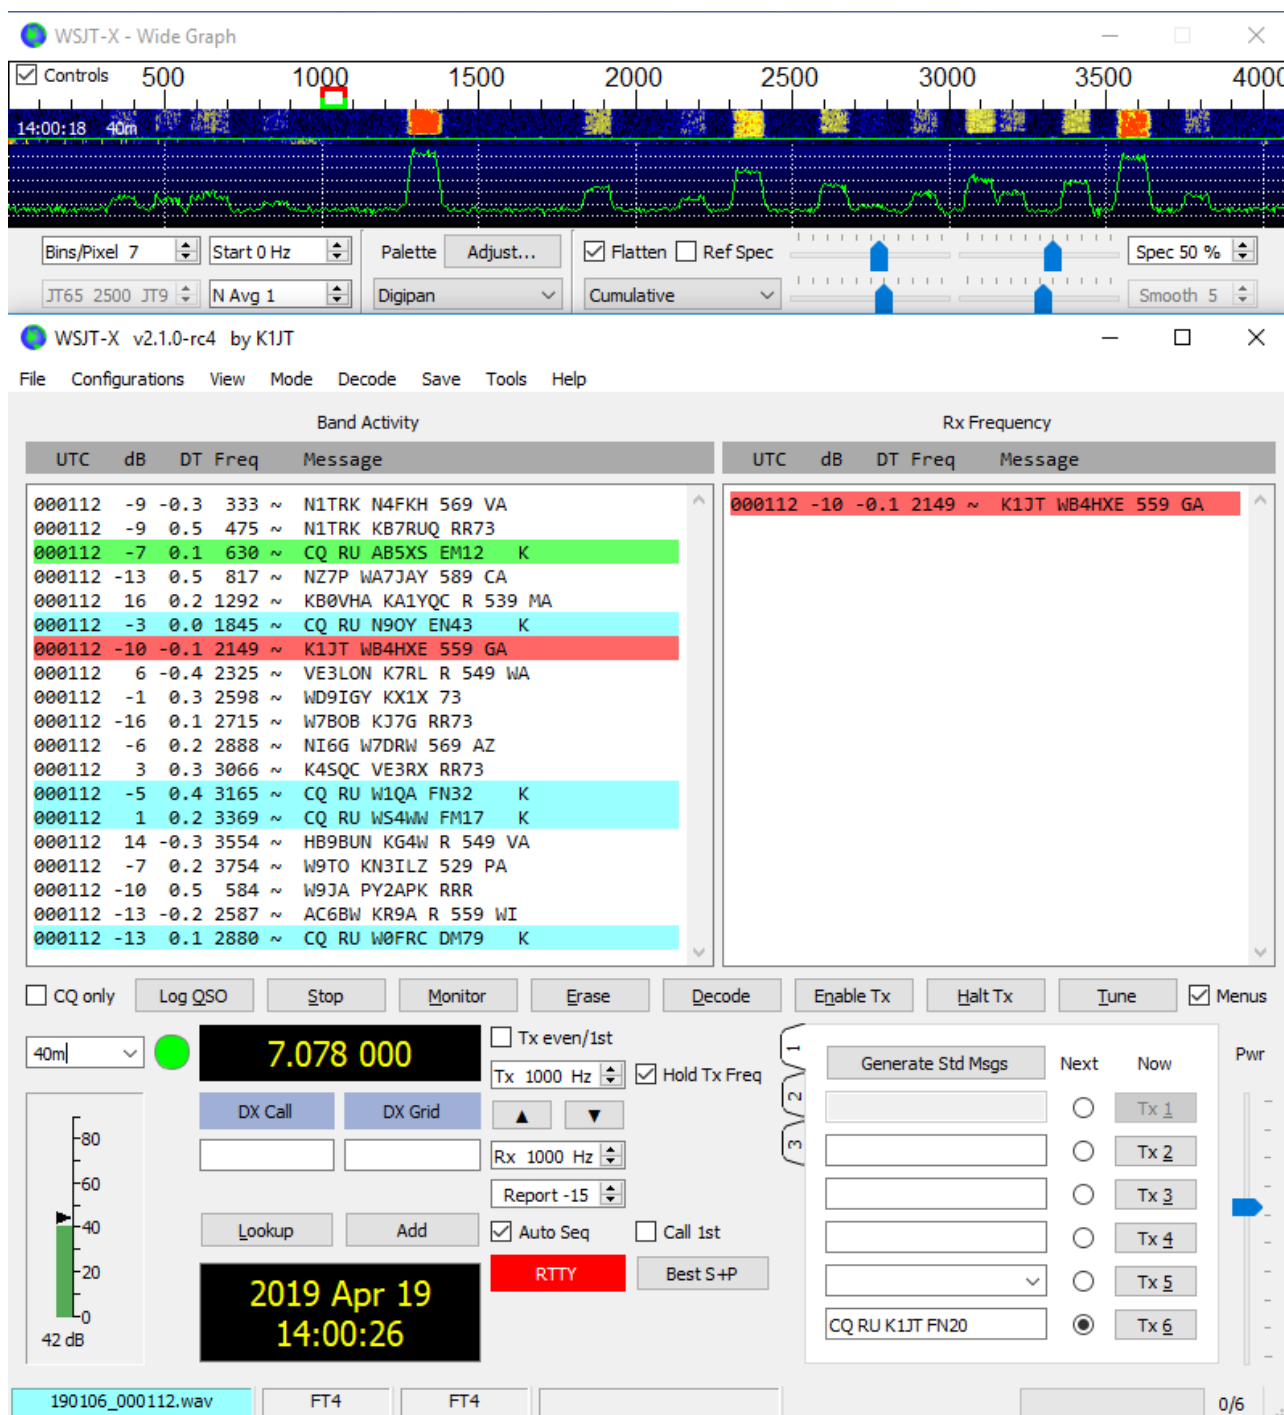 WSJT-X - Wide Graph
Controls 500 1000 1500 2000 2500 3000 3500 4000
14:00:18 40m
Bins/Pixel 7 Start 0 Hz Palette Adjust... Flatten Ref Spec Spec 50 %
JT65 2500 JT9 N Avg 1 Digipan Cumulative Smooth 5
WSJT-X v2.1.0-rc4 by K1JT
File Configurations View Mode Decode Save Tools Help
Band Activity Rx Frequency
UTC dB DT Freq Message UTC dB DT Freq Message
000112 -9 -0.3 333 ~ N1TRK N4FKH 569 VA 000112 -10 -0.1 2149 ~ K1JT WB4HXE 559 GA
000112 -9 0.5 475 ~ N1TRK KB7RUQ RR73
000112 -7 0.1 630 ~ CQ RU AB5XS EM12 K
000112 -13 0.5 817 ~ NZ7P WA7JAY 589 CA
000112 16 0.2 1292 ~ KB0VHA KA1YQC R 539 MA
000112 -3 0.0 1845 ~ CQ RU N9OY EN43 K
000112 -10 -0.1 2149 ~ K1JT WB4HXE 559 GA
000112 6 -0.4 2325 ~ VE3LON K7RL R 549 WA
000112 -1 0.3 2598 ~ WD9IGY KX1X 73
000112 -16 0.1 2715 ~ W7BOB KJ7G RR73
000112 -6 0.2 2888 ~ NI6G W7DRW 569 AZ
000112 3 0.3 3066 ~ K4SQC VE3RX RR73
000112 -5 0.4 3165 ~ CQ RU W1QA FN32 K
000112 1 0.2 3369 ~ CQ RU WS4WW FM17 K
000112 14 -0.3 3554 ~ HB9BUN KG4W R 549 VA
000112 -7 0.2 3754 ~ W9TO KN3ILZ 529 PA
000112 -10 0.5 584 ~ W9JA PY2APK RRR
000112 -13 -0.2 2587 ~ AC6BW KR9A R 559 WI
000112 -13 0.1 2880 ~ CQ RU W0FRC DM79 K
CQ only Log QSO Stop Monitor Erase Decode Enable Tx Halt Tx Tune Menus
40m 7.078 000 Tx even/1st 1 Generate Std Msgs Next Now Pwr
Tx 1000 Hz Hold Tx Freq
DX Call DX Grid ▲ ▼ 2 Tx 1
80 Rx 1000 Hz 3 Tx 2
60 Report -15 Tx 3
40 Lookup Add Auto Seq Call 1st Tx 4
20 2019 Apr 19 RTTY Best S+P Tx 5
0 14:00:26 CQ RU K1JT FN20 Tx 6
42 dB
190106_000112.wav FT4 FT4 0/6